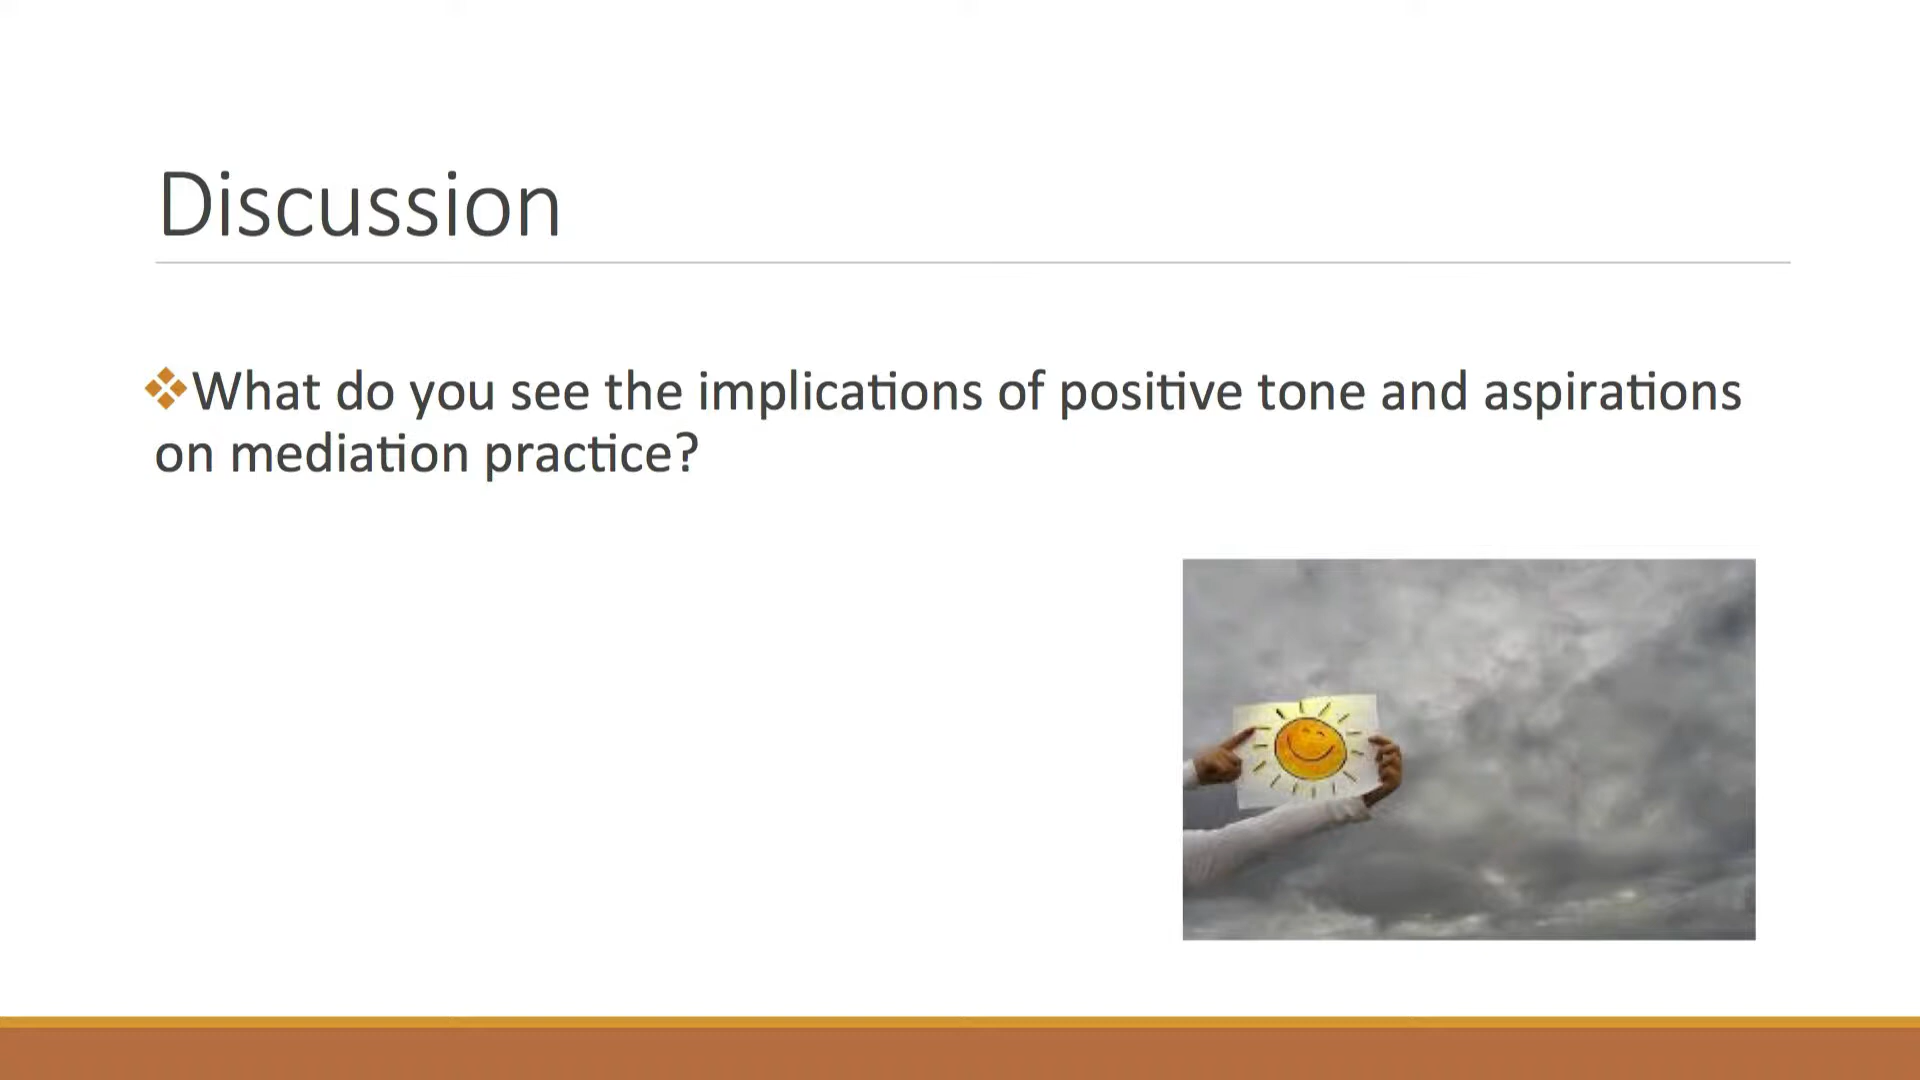 Discussion
❖What do you see the implications of positive tone and aspirations
on mediation practice?